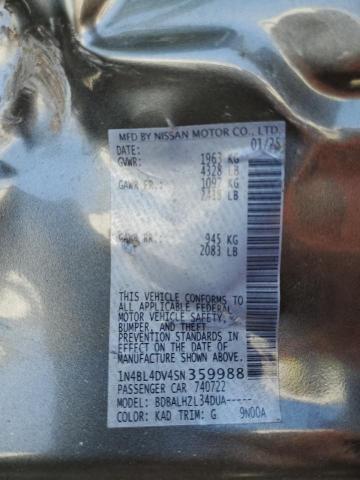 MFD BY NISSAN MOTOR CO., LTD.
DATE: 01/25
GVWR: 1963 KG
4328 LB
GAWR FR.: 1097 KG
2418 LB
GAWR RR.: 945 KG
2083 LB
THIS VEHICLE CONFORMS TO
ALL APPLICABLE FEDERAL
MOTOR VEHICLE SAFETY,
BUMPER, AND THEFT
PREVENTION STANDARDS IN
EFFECT ON THE DATE OF
MANUFACTURE SHOWN ABOVE.
1N4BL4DV4SN359988
PASSENGER CAR 740722
MODEL: BDBALHZL34DUA-----
COLOR: KAD TRIM: G 9N00A